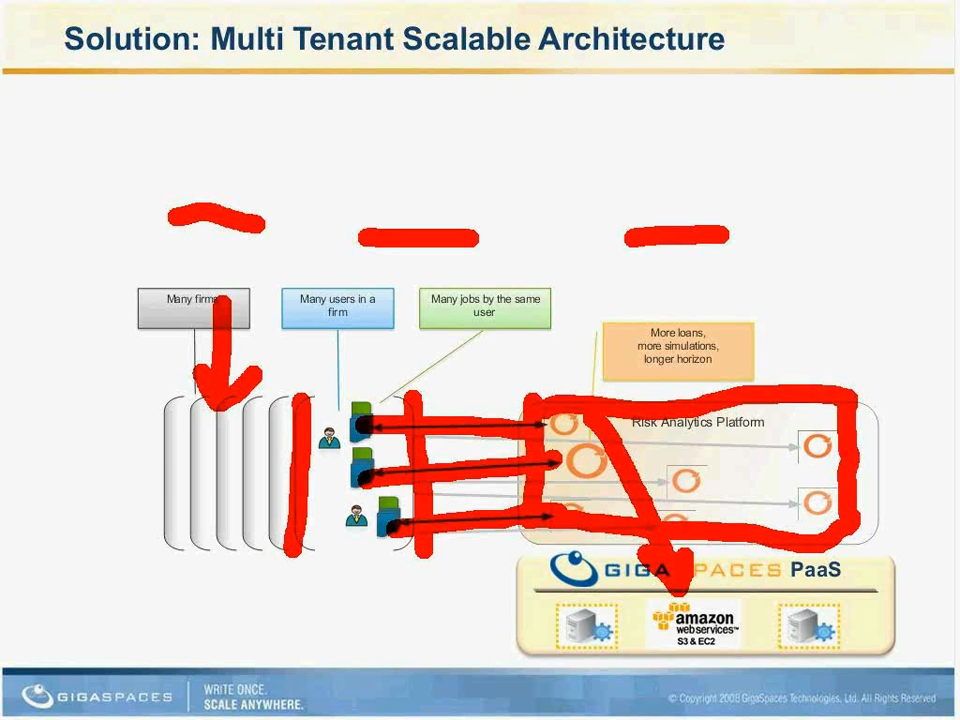 Solution: Multi Tenant Scalable Architecture
Many firms
Many users in a
firm
Many jobs by the same
user
More loans,
more simulations,
longer horizon
Risk Analytics Platform
GIGASPACES PaaS
amazon
webservices™
S3 & EC2
GIGASPACES
WRITE ONCE.
SCALE ANYWHERE.
© Copyright 2008 GigaSpaces Technologies, Ltd. All Rights Reserved